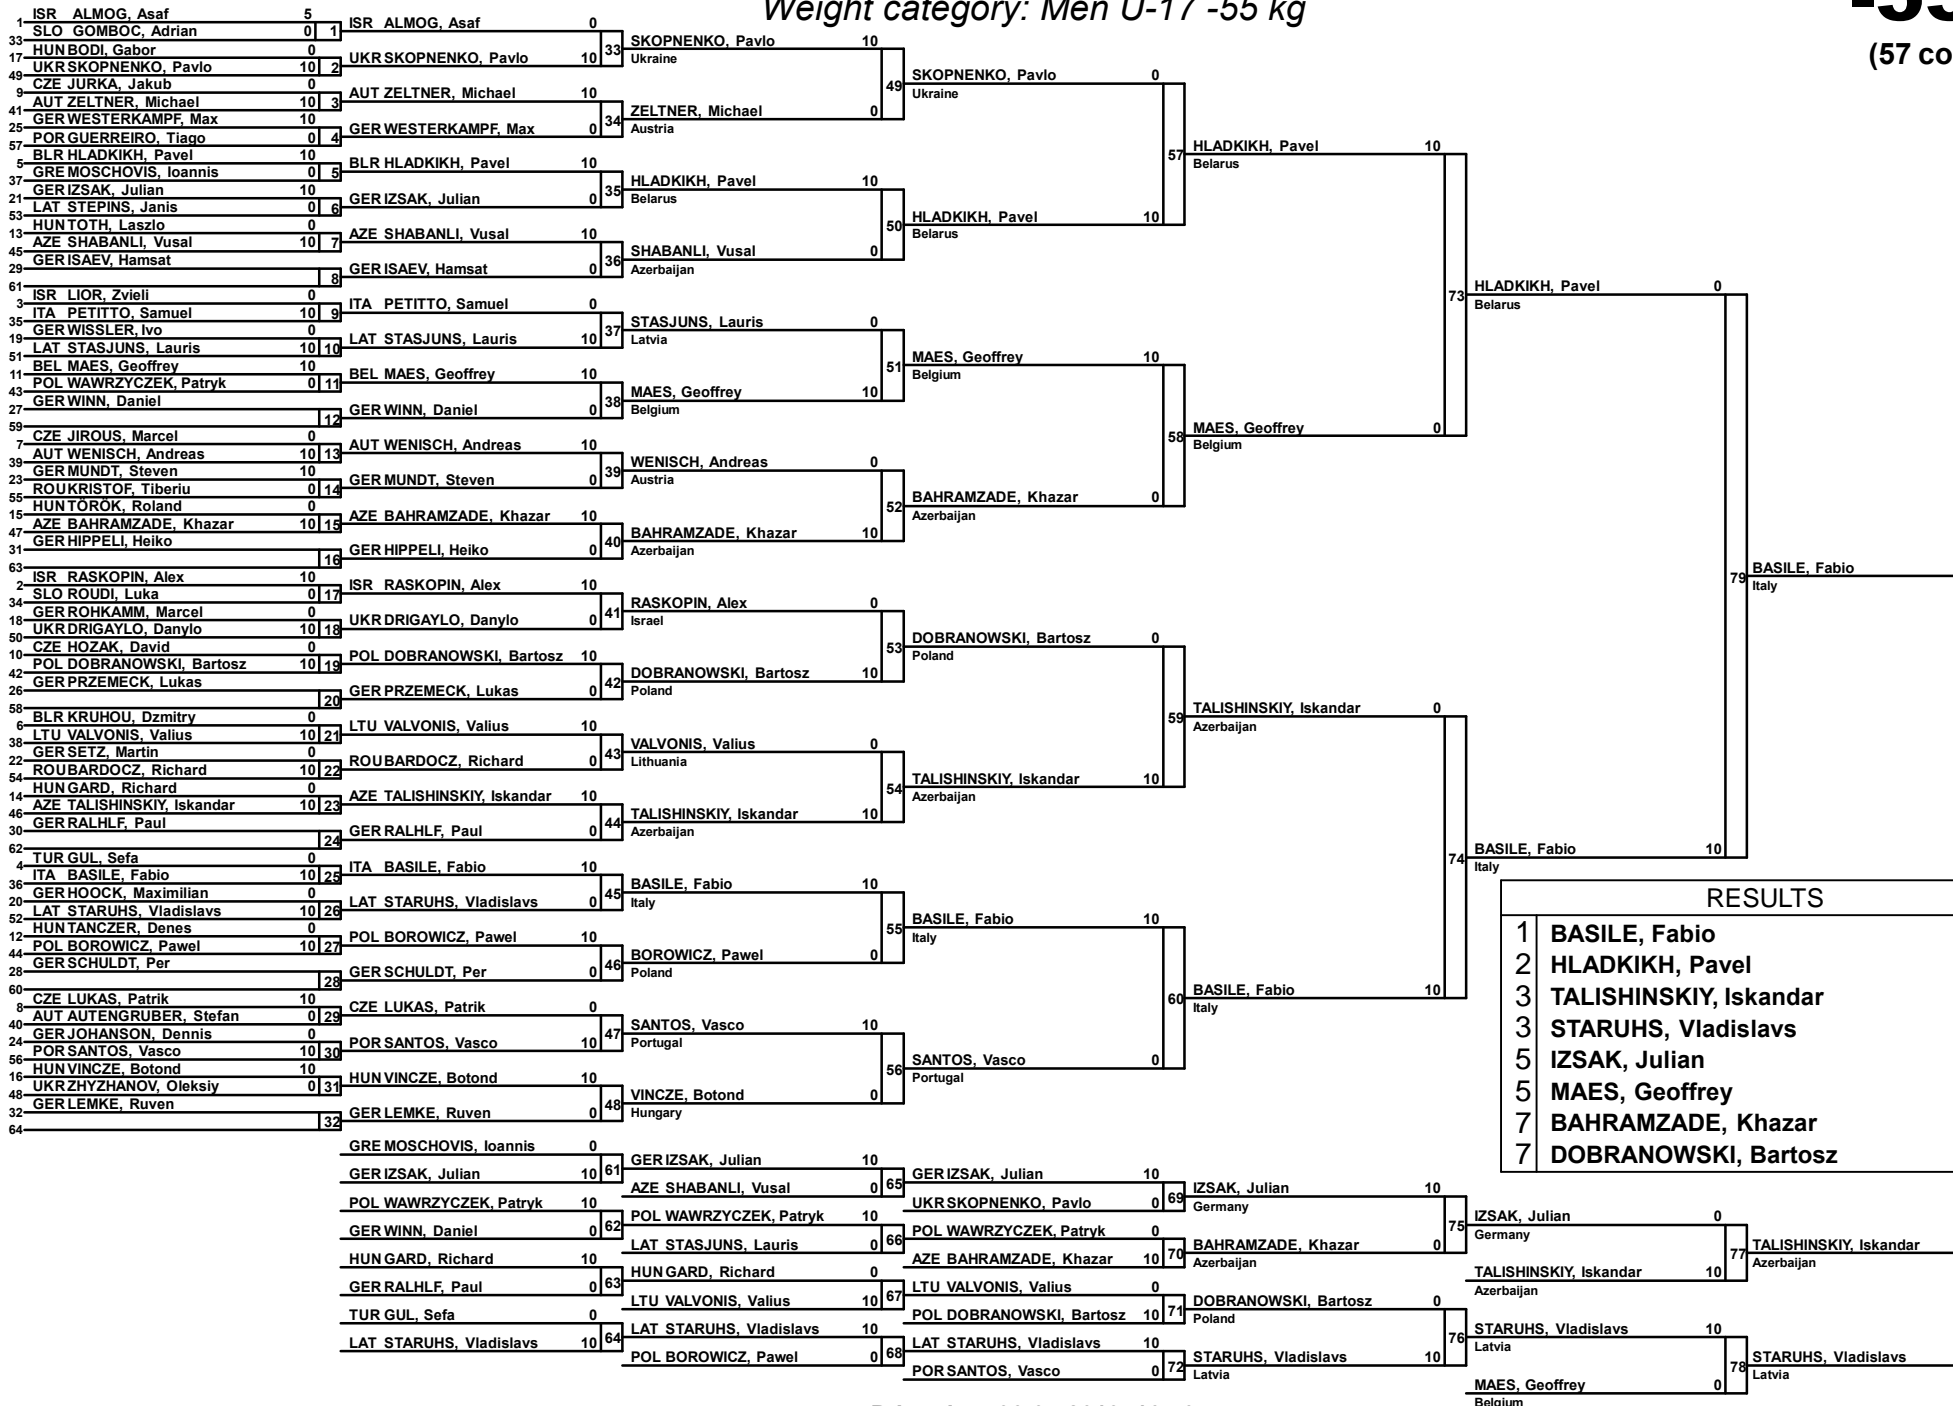 Weight category: Men U-17 -55 kg
(57 co
1 ISR ALMOG, Asaf 5
33 SLO GOMBOC, Adrian 0 1
17 HUN BODI, Gabor 0
49 UKR SKOPNENKO, Pavlo 10 2
9 CZE JURKA, Jakub 0
41 AUT ZELTNER, Michael 10 3
25 GER WESTERKAMPF, Max 10
57 POR GUERREIRO, Tiago 0 4
5 BLR HLADKIKH, Pavel 10
37 GRE MOSCHOVIS, Ioannis 0 5
21 GER IZSAK, Julian 10
53 LAT STEPINS, Janis 0 6
13 HUN TOTH, Laszlo 0
45 AZE SHABANLI, Vusal 10 7
29 GER ISAEV, Hamsat
61 8
3 ISR LIOR, Zvieli 0
35 ITA PETITTO, Samuel 10 9
19 GER WISSLER, Ivo 0
51 LAT STASJUNS, Lauris 10 10
11 BEL MAES, Geoffrey 10
43 POL WAWRZYCZEK, Patryk 0 11
27 GER WINN, Daniel
59 12
7 CZE JIROUS, Marcel 0
39 AUT WENISCH, Andreas 10 13
23 GER MUNDT, Steven 10
55 ROU KRISTOF, Tiberiu 0 14
15 HUN TÖRÖK, Roland 0
47 AZE BAHRAMZADE, Khazar 10 15
31 GER HIPPELI, Heiko
63 16
2 ISR RASKOPIN, Alex 10
34 SLO ROUDI, Luka 0 17
18 GER ROHKAMM, Marcel 0
50 UKR DRIGAYLO, Danylo 10 18
10 CZE HOZAK, David 0
42 POL DOBRANOWSKI, Bartosz 10 19
26 GER PRZEMECK, Lukas
58 20
6 BLR KRUHOU, Dzmitry 0
38 LTU VALVONIS, Valius 10 21
22 GER SETZ, Martin 0
54 ROU BARDOCZ, Richard 10 22
14 HUN GARD, Richard 0
46 AZE TALISHINSKIY, Iskandar 10 23
30 GER RALHLF, Paul
62 24
4 TUR GUL, Sefa 0
36 ITA BASILE, Fabio 10 25
20 GER HOOCK, Maximilian 0
52 LAT STARUHS, Vladislavs 10 26
12 HUN TANCZER, Denes 0
44 POL BOROWICZ, Pawel 10 27
28 GER SCHULDT, Per
60 28
8 CZE LUKAS, Patrik 10
40 AUT AUTENGRUBER, Stefan 0 29
24 GER JOHANSON, Dennis 0
56 POR SANTOS, Vasco 10 30
16 HUN VINCZE, Botond 10
48 UKR ZHYZHANOV, Oleksiy 0 31
32 GER LEMKE, Ruven
64 32
ISR ALMOG, Asaf 0
UKR SKOPNENKO, Pavlo 10 33
AUT ZELTNER, Michael 10
GER WESTERKAMPF, Max 0 34
BLR HLADKIKH, Pavel 10
GER IZSAK, Julian 0 35
AZE SHABANLI, Vusal 10
GER ISAEV, Hamsat 0 36
ITA PETITTO, Samuel 0
LAT STASJUNS, Lauris 10 37
BEL MAES, Geoffrey 10
GER WINN, Daniel 0 38
AUT WENISCH, Andreas 10
GER MUNDT, Steven 0 39
AZE BAHRAMZADE, Khazar 10
GER HIPPELI, Heiko 0 40
ISR RASKOPIN, Alex 10
UKR DRIGAYLO, Danylo 0 41
POL DOBRANOWSKI, Bartosz 10
GER PRZEMECK, Lukas 0 42
LTU VALVONIS, Valius 10
ROU BARDOCZ, Richard 0 43
AZE TALISHINSKIY, Iskandar 10
GER RALHLF, Paul 0 44
ITA BASILE, Fabio 10
LAT STARUHS, Vladislavs 0 45
POL BOROWICZ, Pawel 10
GER SCHULDT, Per 0 46
CZE LUKAS, Patrik 0
POR SANTOS, Vasco 10 47
HUN VINCZE, Botond 10
GER LEMKE, Ruven 0 48
SKOPNENKO, Pavlo 10
Ukraine
ZELTNER, Michael 0 49
Austria
HLADKIKH, Pavel 10
Belarus
SHABANLI, Vusal 0 50
Azerbaijan
STASJUNS, Lauris 0
Latvia
MAES, Geoffrey 10 51
Belgium
WENISCH, Andreas 0
Austria
BAHRAMZADE, Khazar 10 52
Azerbaijan
RASKOPIN, Alex 0
Israel
DOBRANOWSKI, Bartosz 10 53
Poland
VALVONIS, Valius 0
Lithuania
TALISHINSKIY, Iskandar 10 54
Azerbaijan
BASILE, Fabio 10
Italy
BOROWICZ, Pawel 0 55
Poland
SANTOS, Vasco 10
Portugal
VINCZE, Botond 0 56
Hungary
SKOPNENKO, Pavlo 0
Ukraine
HLADKIKH, Pavel 10 57
Belarus
MAES, Geoffrey 10
Belgium
BAHRAMZADE, Khazar 0 58
Azerbaijan
DOBRANOWSKI, Bartosz 0
Poland
TALISHINSKIY, Iskandar 10 59
Azerbaijan
BASILE, Fabio 10
Italy
SANTOS, Vasco 0 60
Portugal
HLADKIKH, Pavel 10
Belarus
MAES, Geoffrey 0 73
Belgium
TALISHINSKIY, Iskandar 0
Azerbaijan
BASILE, Fabio 10 74
Italy
HLADKIKH, Pavel 0
Belarus
BASILE, Fabio 10 79
Italy
BASILE, Fabio
Italy
RESULTS
1 BASILE, Fabio
2 HLADKIKH, Pavel
3 TALISHINSKIY, Iskandar
3 STARUHS, Vladislavs
5 IZSAK, Julian
5 MAES, Geoffrey
7 BAHRAMZADE, Khazar
7 DOBRANOWSKI, Bartosz
GRE MOSCHOVIS, Ioannis 0
GER IZSAK, Julian 10 61
POL WAWRZYCZEK, Patryk 10
GER WINN, Daniel 0 62
HUN GARD, Richard 10
GER RALHLF, Paul 0 63
TUR GUL, Sefa 0
LAT STARUHS, Vladislavs 10 64
GER IZSAK, Julian 10
AZE SHABANLI, Vusal 0 65
POL WAWRZYCZEK, Patryk 10
LAT STASJUNS, Lauris 0 66
HUN GARD, Richard 0
LTU VALVONIS, Valius 10 67
LAT STARUHS, Vladislavs 10
POL BOROWICZ, Pawel 0 68
GER IZSAK, Julian 10
UKR SKOPNENKO, Pavlo 0 69
POL WAWRZYCZEK, Patryk 0
AZE BAHRAMZADE, Khazar 10 70
LTU VALVONIS, Valius 0
POL DOBRANOWSKI, Bartosz 10 71
LAT STARUHS, Vladislavs 10
POR SANTOS, Vasco 0 72
IZSAK, Julian 10
Germany
BAHRAMZADE, Khazar 0 75
Azerbaijan
DOBRANOWSKI, Bartosz 0
Poland
STARUHS, Vladislavs 10 76
Latvia
IZSAK, Julian 0
Germany
TALISHINSKIY, Iskandar 10 77
Azerbaijan
STARUHS, Vladislavs 10
Latvia
MAES, Geoffrey 0 78
Belgium
TALISHINSKIY, Iskandar
Azerbaijan
STARUHS, Vladislavs
Latvia